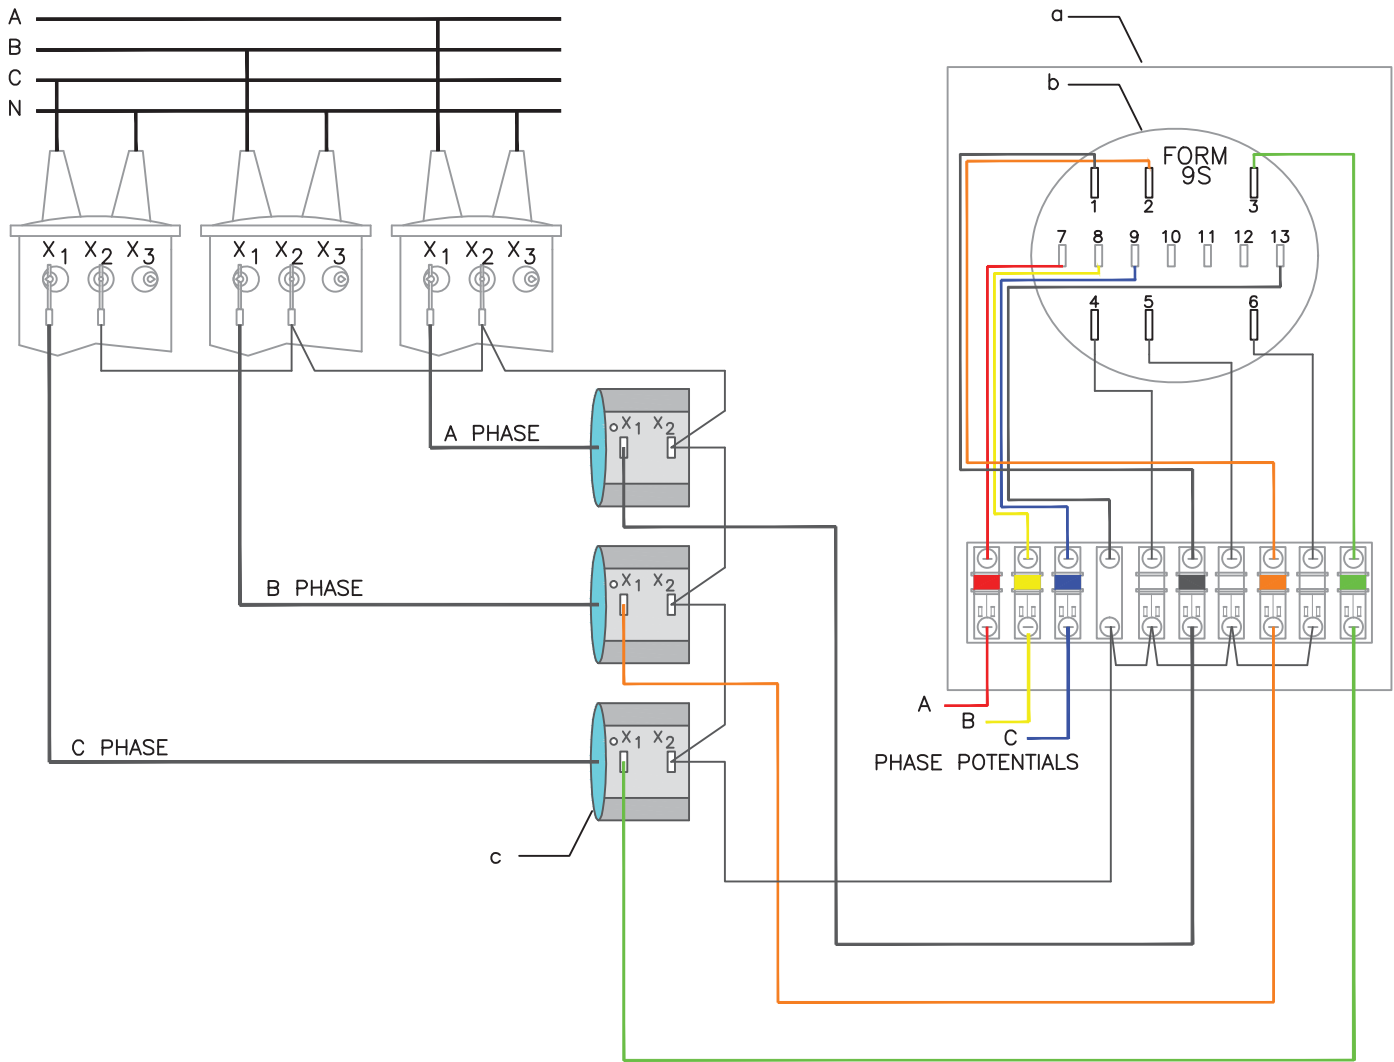 A
B
C
N
a
b
FORM
9S
1 2 3
7 8 9 10 11 12 13
4 5 6
X1 X2 X3
X1 X2 X3
X1 X2 X3
A PHASE
X1 X2
B PHASE
X1 X2
C PHASE
X1 X2
c
A
B
C
PHASE POTENTIALS